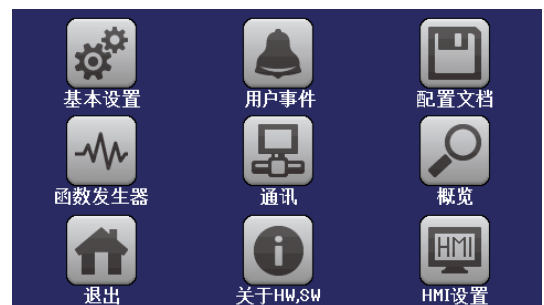 基本设置
用户事件
配置文档
函数发生器
通讯
概览
HMI
退出
关于HW,SW
HMI设置